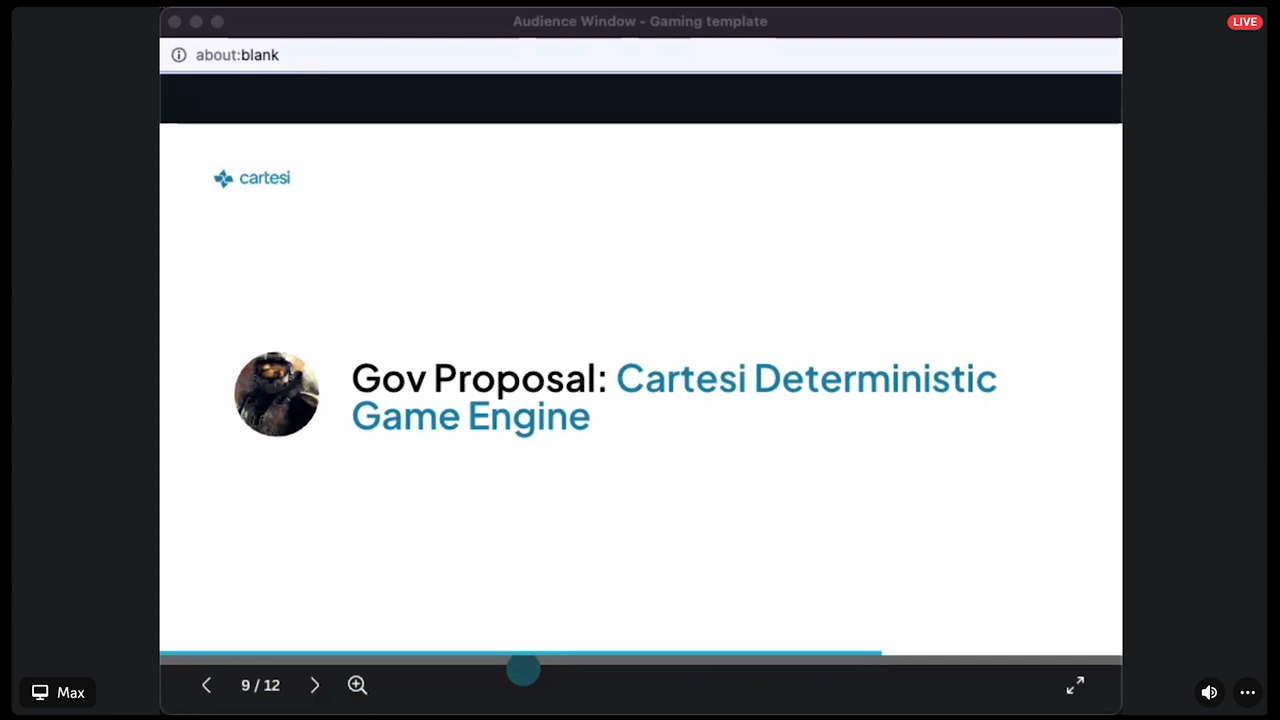 Audience Window - Gaming template
LIVE
about:blank
cartesi
Gov Proposal: Cartesi Deterministic
Game Engine
9 / 12
Max